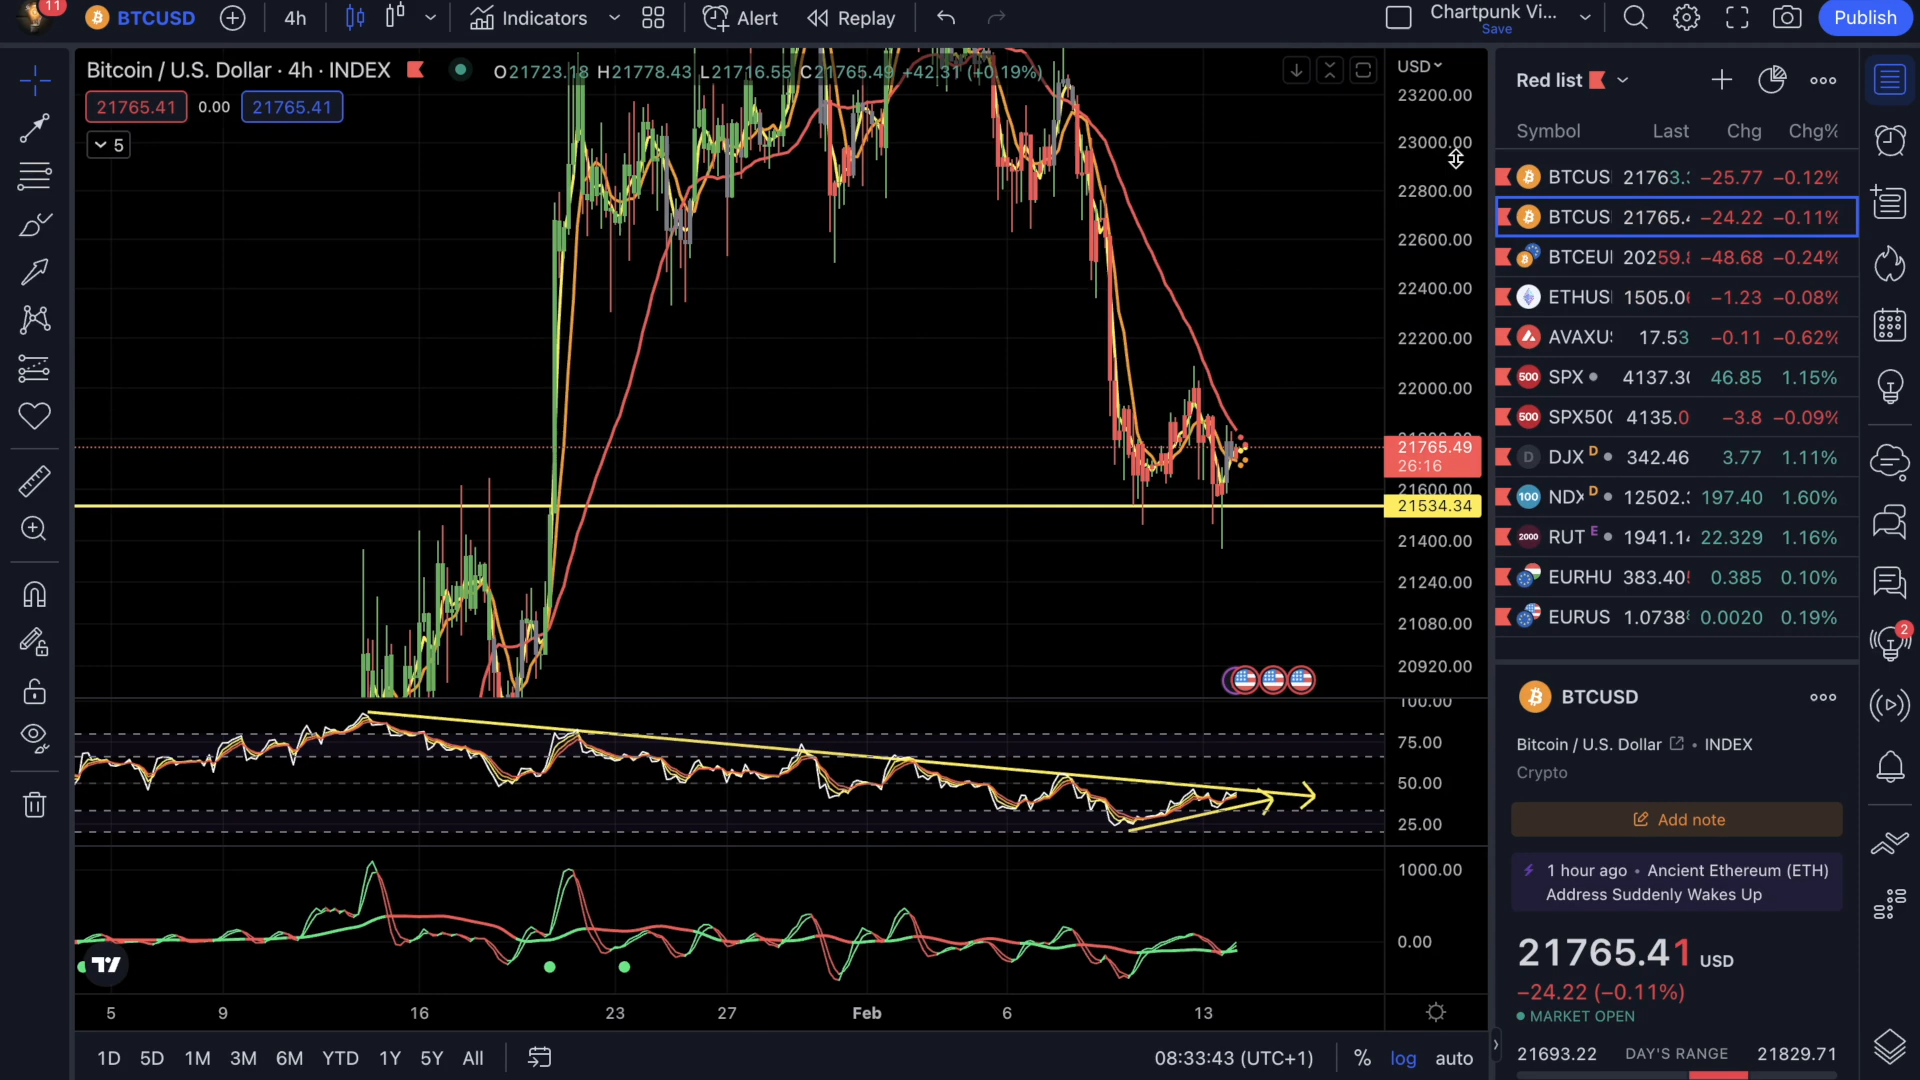 11
BTCUSD
4h
Indicators
Alert
Replay
Chartpunk Vi...
Save
Publish
Bitcoin / U.S. Dollar · 4h · INDEX
O21723.18 H21778.43 L21716.55 C21765.49 +42.31 (+0.19%)
21765.41 0.00 21765.41
5
USD
23200.00
23000.00
22800.00
22600.00
22400.00
22200.00
22000.00
21765.49
26:16
21600.00
21534.34
21400.00
21240.00
21080.00
20920.00
100.00
75.00
50.00
25.00
1000.00
0.00
5 9 16 23 27 Feb 6 13
1D 5D 1M 3M 6M YTD 1Y 5Y All
08:33:43 (UTC+1) % log auto
Red list
Symbol Last Chg Chg%
BTCUS 21763. −25.77 −0.12%
BTCUS 21765. −24.22 −0.11%
BTCEU 20259. −48.68 −0.24%
ETHUS 1505.0 −1.23 −0.08%
AVAXU 17.53 −0.11 −0.62%
500 SPX 4137.3 46.85 1.15%
500 SPX500 4135.0 −3.8 −0.09%
D DJX D 342.46 3.77 1.11%
100 NDX D 12502. 197.40 1.60%
2000 RUT E 1941.1 22.329 1.16%
EURHU 383.40 0.385 0.10%
EURUS 1.0738 0.0020 0.19%
2
BTCUSD
Bitcoin / U.S. Dollar • INDEX
Crypto
Add note
1 hour ago • Ancient Ethereum (ETH)
Address Suddenly Wakes Up
21765.41 USD
−24.22 (−0.11%)
MARKET OPEN
21693.22 DAY'S RANGE 21829.71